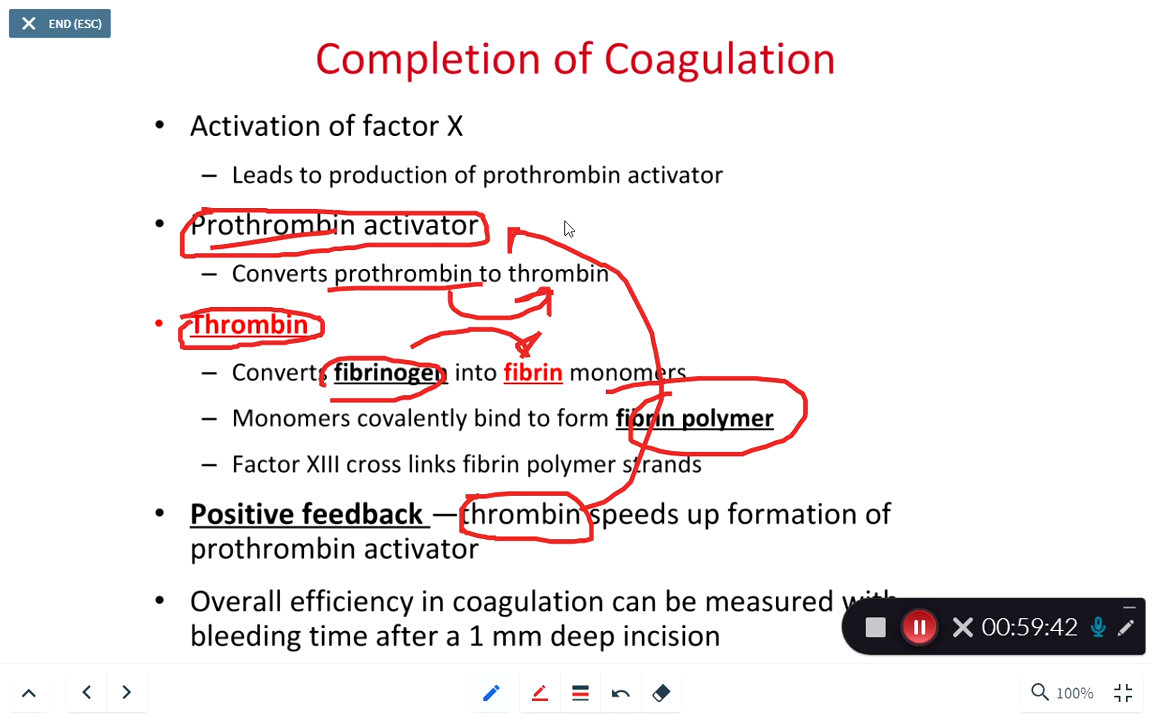 END (ESC)
Completion of Coagulation
• Activation of factor X
– Leads to production of prothrombin activator
• Prothrombin activator
– Converts prothrombin to thrombin
• Thrombin
– Converts fibrinogen into fibrin monomers
– Monomers covalently bind to form fibrin polymer
– Factor XIII cross links fibrin polymer strands
• Positive feedback —thrombin speeds up formation of
prothrombin activator
• Overall efficiency in coagulation can be measured with
bleeding time after a 1 mm deep incision
00:59:42
100%